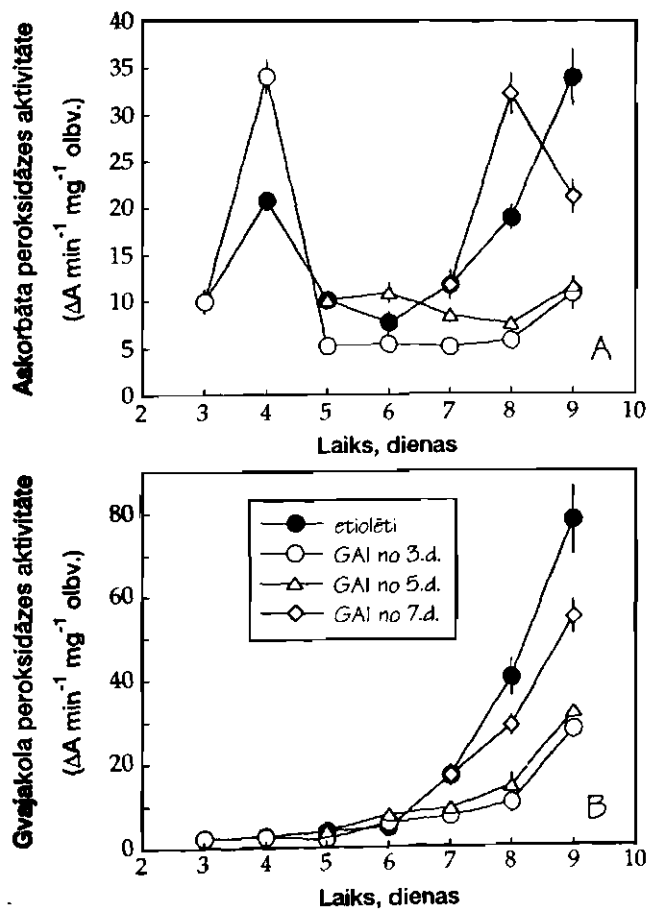 Askorbāta peroksidāzes aktivitāte
(ΔA min⁻¹ mg⁻¹ olbv.)
40
35
30
25
20
15
10
5
0
2 3 4 5 6 7 8 9 10
Laiks, dienas
A
Gvajakola peroksidāzes aktivitāte
(ΔA min⁻¹ mg⁻¹ olbv.)
80
60
40
20
0
etiolēti
GAI no 3.d.
GAI no 5.d.
GAI no 7.d.
B
2 3 4 5 6 7 8 9 10
Laiks, dienas